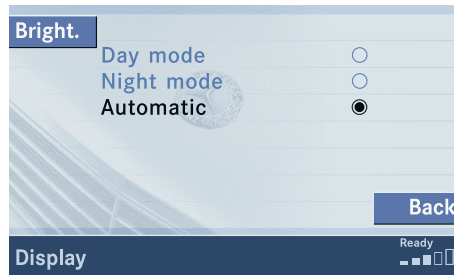 Bright.
Day mode
Night mode
Automatic
Back
Ready
Display